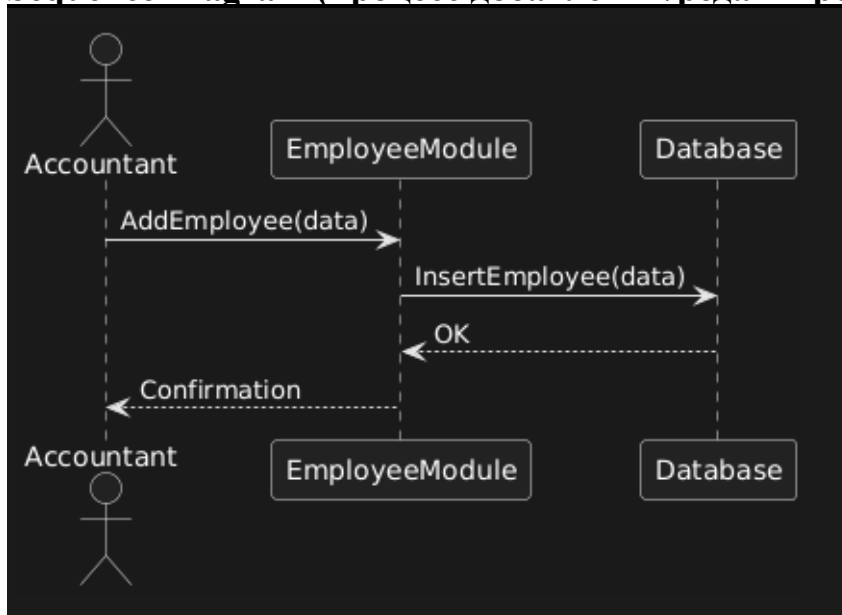 Accountant
EmployeeModule
Database
AddEmployee(data)
InsertEmployee(data)
OK
Confirmation
Accountant
EmployeeModule
Database